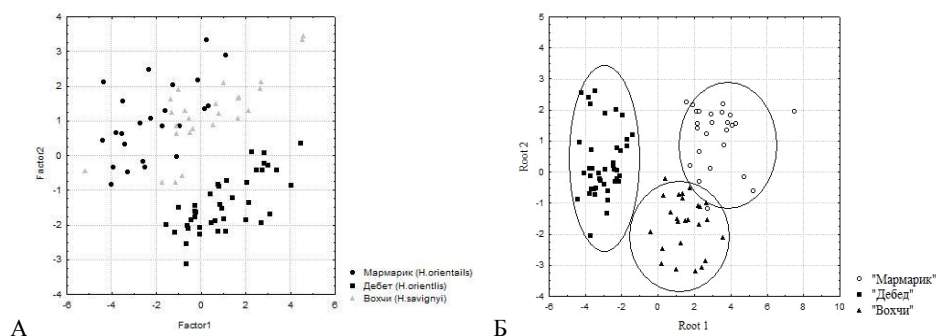 4
3
2
1
0
-1
-2
-3
-4
-6
-4
-2
0
2
4
6
Factor2
Factor1
Мармарик (H.orientails)
Дебет (H.orientlis)
Вохчи (H.savignyi)
А
5
4
3
2
1
0
-1
-2
-3
-4
-6
-4
-2
0
2
4
6
8
10
Root 2
Root 1
"Мармарик"
"Дебед"
"Вохчи"
Б